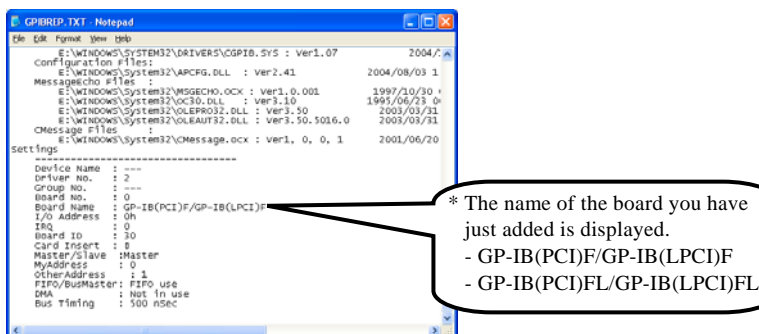 GPIBREP.TXT - Notepad
File Edit Format View Help
E:\WINDOWS\SYSTEM32\DRIVERS\CGPIB.SYS : Ver1.07 2004/
Configuration Files:
E:\WINDOWS\System32\APCFG.DLL : Ver2.41 2004/08/03 1
MessageEcho Files :
E:\WINDOWS\System32\MSGECHO.OCX : Ver1.0.001 1997/10/30
E:\WINDOWS\System32\OC30.DLL : Ver3.10 1995/06/23 0
E:\WINDOWS\System32\OLEPRO32.DLL : Ver3.50 2003/03/31
E:\WINDOWS\System32\OLEAUT32.DLL : Ver3.50.5016.0 2003/03/31
CMessage Files :
E:\WINDOWS\System32\CMessage.ocx : Ver1, 0, 0, 1 2001/06/20
Settings
-----------------------------------
Device Name : ---
Driver No. : 2
Group No. : ---
Board No. : 0
Board Name : GP-IB(PCI)F/GP-IB(LPCI)F
I/O Address : 0h
IRQ : 0
Board ID : 30
Card Insert : 0
Master/Slave :Master
MyAddress : 0
OtherAddress : 1
FIFO/BusMaster: FIFO use
DMA : Not in use
Bus Timing : 500 nSec
* The name of the board you have
just added is displayed.
- GP-IB(PCI)F/GP-IB(LPCI)F
- GP-IB(PCI)FL/GP-IB(LPCI)FL